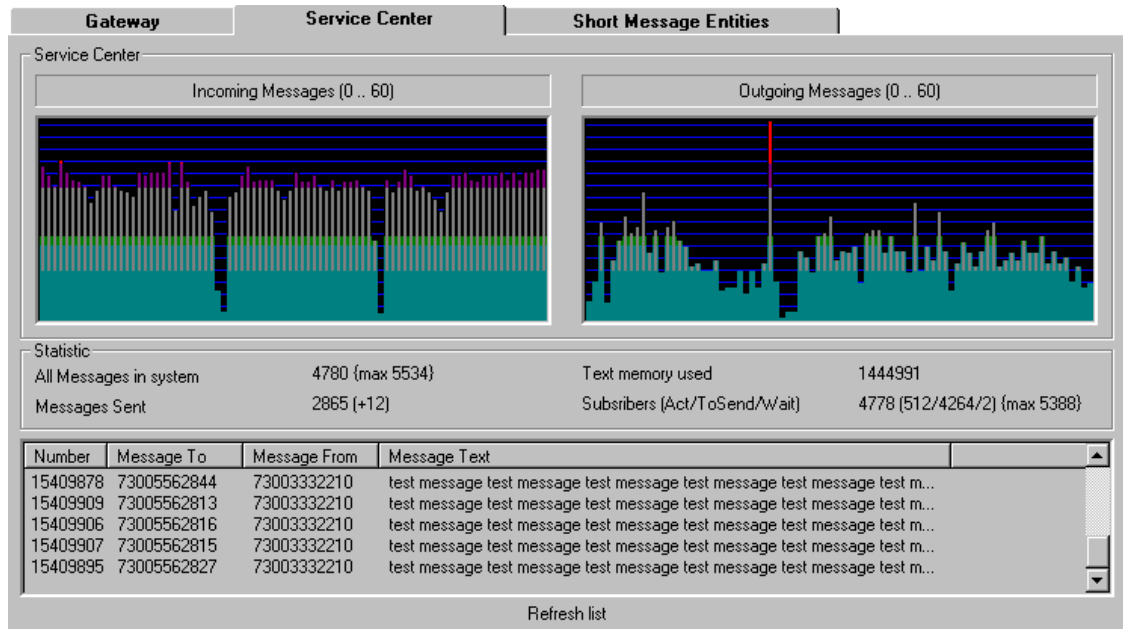 Gateway Service Center Short Message Entities
Service Center
Incoming Messages (0 .. 60) Outgoing Messages (0 .. 60)
Statistic
All Messages in system 4780 {max 5534} Text memory used 1444991
Messages Sent 2865 (+12) Subsribers (Act/ToSend/Wait) 4778 (512/4264/2) {max 5388}
Number Message To Message From Message Text
15409878 73005562844 73003332210 test message test message test message test message test message test m...
15409909 73005562813 73003332210 test message test message test message test message test message test m...
15409906 73005562816 73003332210 test message test message test message test message test message test m...
15409907 73005562815 73003332210 test message test message test message test message test message test m...
15409895 73005562827 73003332210 test message test message test message test message test message test m...
Refresh list